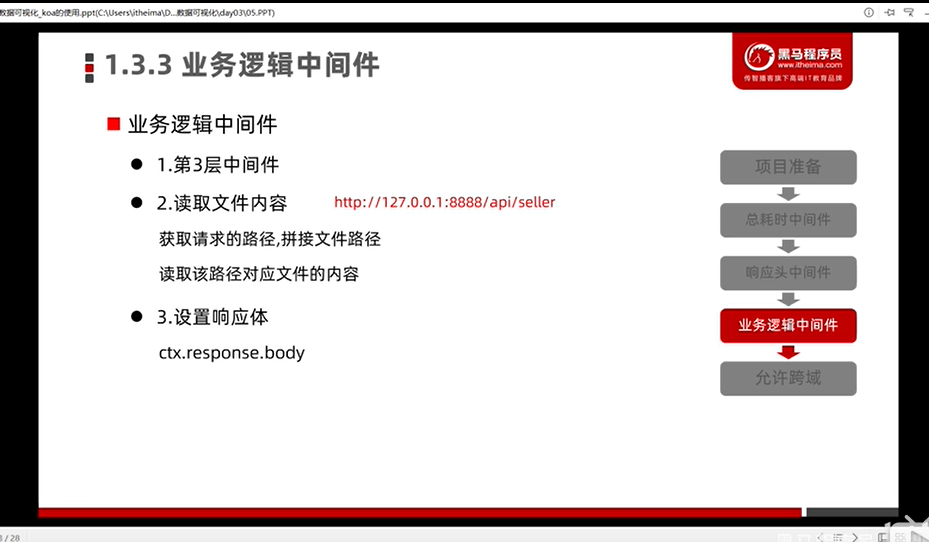 数据可视化_koa的使用.ppt(C:\Users\itheima\D...数据可视化\day03\05.PPT)
1.3.3 业务逻辑中间件
黑马程序员
www.itheima.com
传智播客旗下高端IT教育品牌
业务逻辑中间件
1.第3层中间件
2.读取文件内容
http://127.0.0.1:8888/api/seller
获取请求的路径,拼接文件路径
读取该路径对应文件的内容
3.设置响应体
ctx.response.body
项目准备
总耗时中间件
响应头中间件
业务逻辑中间件
允许跨域
/ 28